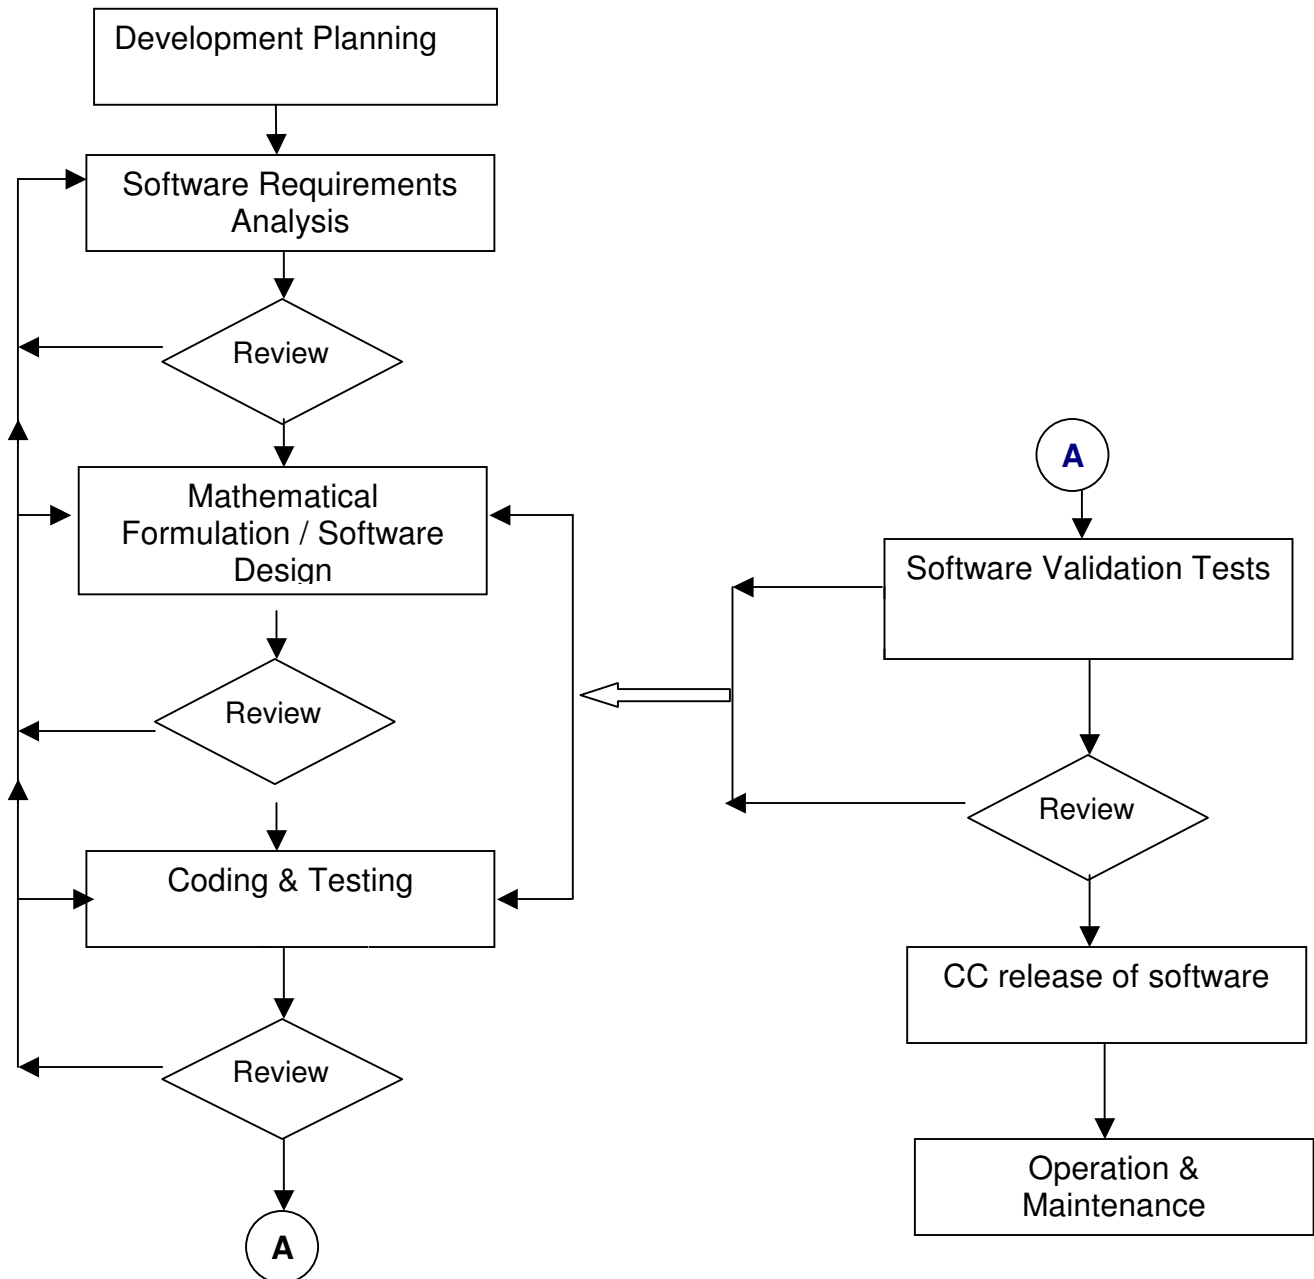 Development Planning
Software Requirements
Analysis
Review
Mathematical
Formulation / Software
Design
Review
Coding & Testing
Review
A
A
Software Validation Tests
Review
CC release of software
Operation &
Maintenance